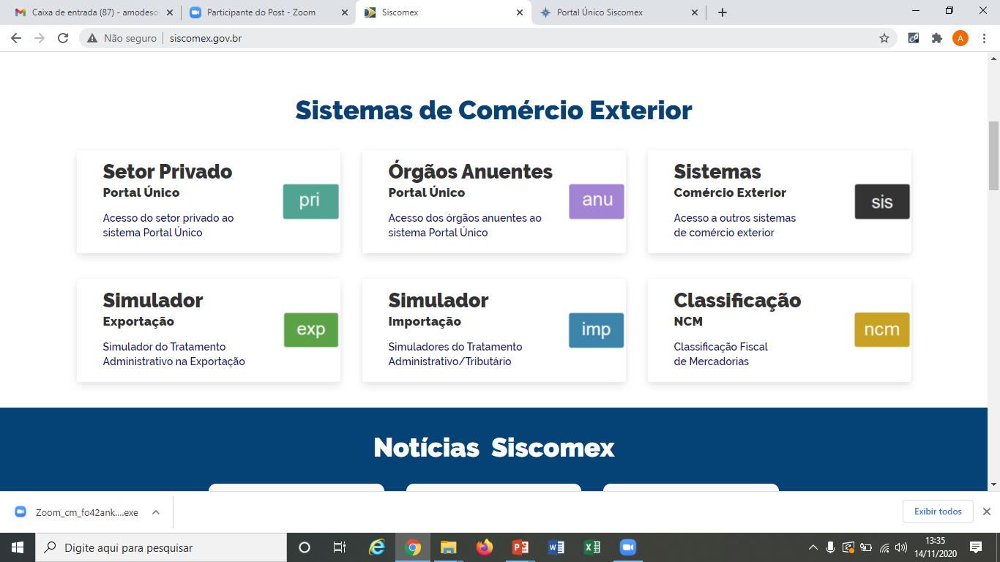 Caixa de entrada (87) - amodeso
Participante do Post - Zoom
Siscomex
Portal Único Siscomex
Não seguro
siscomex.gov.br
A
Sistemas de Comércio Exterior
Setor Privado
Portal Único
Acesso do setor privado ao
sistema Portal Único
pri
Órgãos Anuentes
Portal Único
Acesso dos órgãos anuentes ao
sistema Portal Único
anu
Sistemas
Comércio Exterior
Acesso a outros sistemas
de comércio exterior
sis
Simulador
Exportação
Simulador do Tratamento
Administrativo na Exportação
exp
Simulador
Importação
Simuladores do Tratamento
Administrativo/Tributário
imp
Classificação
NCM
Classificação Fiscal
de Mercadorias
ncm
Notícias Siscomex
Zoom_cm_fo42ank....exe
Exibir todos
Digite aqui para pesquisar
13:35
14/11/2020